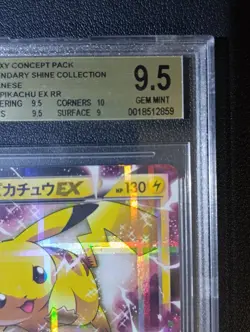 XY CONCEPT PACK
NDARY SHINE COLLECTION
NESE
PIKACHU EX RR
ERING 9.5 CORNERS 10
S 9.5 SURFACE 9
9.5
GEM MINT
0018512859
カチュウEX HP 130